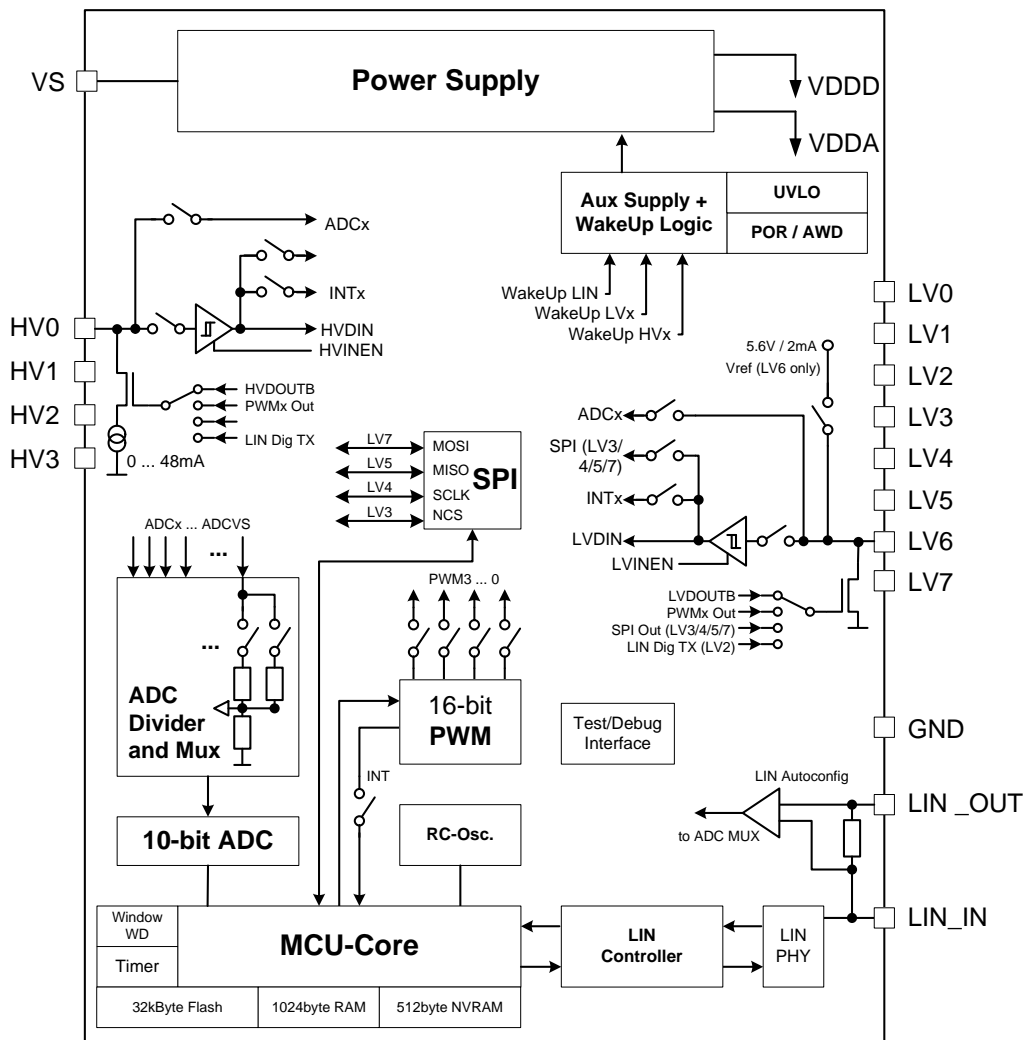 VS
Power Supply
VDDD
VDDA
Aux Supply +
WakeUp Logic
UVLO
POR / AWD
WakeUp LIN
WakeUp LVx
WakeUp HVx
ADCx
INTx
HVDIN
HVINEN
HV0
HV1
HV2
HV3
HVDOUTB
PWMx Out
LIN Dig TX
0 ... 48mA
LV7
LV5
LV4
LV3
MOSI
MISO
SCLK
NCS
SPI
5.6V / 2mA
Vref (LV6 only)
ADCx
SPI (LV3/
4/5/7)
INTx
LVDIN
LVINEN
LVDOUTB
PWMx Out
SPI Out (LV3/4/5/7)
LIN Dig TX (LV2)
LV0
LV1
LV2
LV3
LV4
LV5
LV6
LV7
GND
LIN _OUT
LIN_IN
ADCx ... ADCVS
...
...
ADC
Divider
and Mux
PWM3 ... 0
16-bit
PWM
INT
Test/Debug
Interface
LIN Autoconfig
to ADC MUX
10-bit ADC
RC-Osc.
Window
WD
Timer
MCU-Core
32kByte Flash
1024byte RAM
512byte NVRAM
LIN
Controller
LIN
PHY